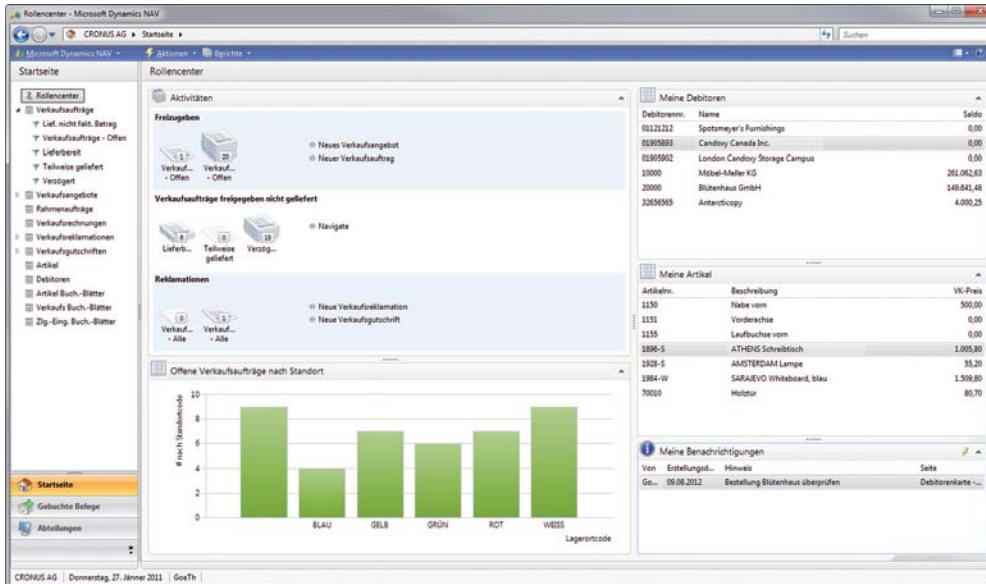 Rollencenter - Microsoft Dynamics NAV
CRONUS AG ▸ Startseite ▸
Suchen
Microsoft Dynamics NAV
Aktionen
Berichte
Startseite
Rollencenter
Verkaufsaufträge
Lief. nicht fakt. Betrag
Verkaufsaufträge - Offen
Lieferbereit
Teilweise geliefert
Verzögert
Verkaufsangebote
Rahmenaufträge
Verkaufsrechnungen
Verkaufsreklamationen
Verkaufsgutschriften
Artikel
Debitoren
Artikel Buch.-Blätter
Verkaufs Buch.-Blätter
Zlg.-Eing. Buch.-Blätter
Startseite
Gebuchte Belege
Abteilungen
Rollencenter
Aktivitäten
Freizugeben
1
20
Verkauf... - Offen
Verkauf... - Offen
Neues Verkaufsangebot
Neuer Verkaufsauftrag
Verkaufsaufträge freigegeben nicht geliefert
0
Lieferb...
Teilweise geliefert
Verzög...
Navigate
Reklamationen
Verkauf... - Alle
Verkauf... - Alle
Neue Verkaufsreklamation
Neue Verkaufsgutschrift
Offene Verkaufsaufträge nach Standort
# nach Standortcode
10
8
6
4
2
0
BLAU GELB GRÜN ROT WEISS
Lagerortcode
Meine Debitoren
Debitorennr. Name Saldo
01121212 Spotsmeyer's Furnishings 0,00
01905893 Candoxy Canada Inc. 0,00
01905902 London Candoxy Storage Campus 0,00
10000 Möbel-Meller KG 261.062,63
20000 Blütenhaus GmbH 149.841,48
32656565 Antarcticopy 4.000,25
Meine Artikel
Artikelnr. Beschreibung VK-Preis
1150 Nabe vorn 500,00
1151 Vorderachse 0,00
1155 Laufbuchse vorn 0,00
1896-S ATHENS Schreibtisch 1.005,80
1928-S AMSTERDAM Lampe 55,20
1984-W SARAJEVO Whiteboard, blau 1.509,80
70010 Holztür 80,70
Meine Benachrichtigungen
Von Erstellungsd... Hinweis Seite
Go... 09.08.2012 Bestellung Blütenhaus überprüfen Debitorenkarte -...
CRONUS AG Donnerstag, 27. Jänner 2011 GoeTh